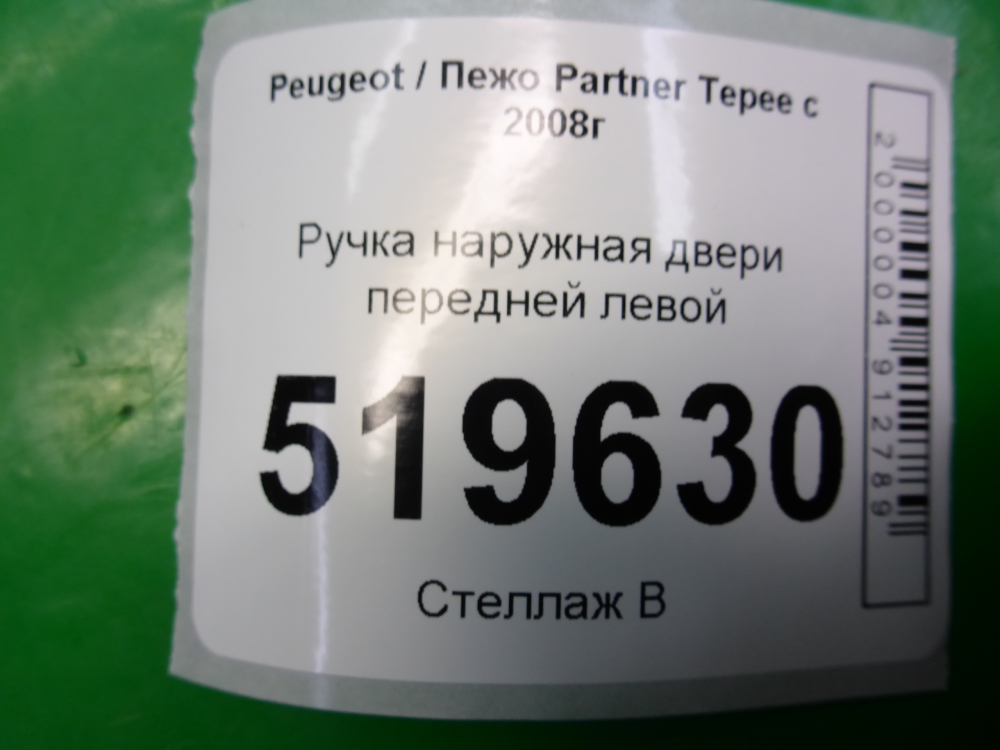 Peugeot / Пежо Partner Tepee с
2008г
Ручка наружная двери
передней левой
519630
Стеллаж В
2000004912789